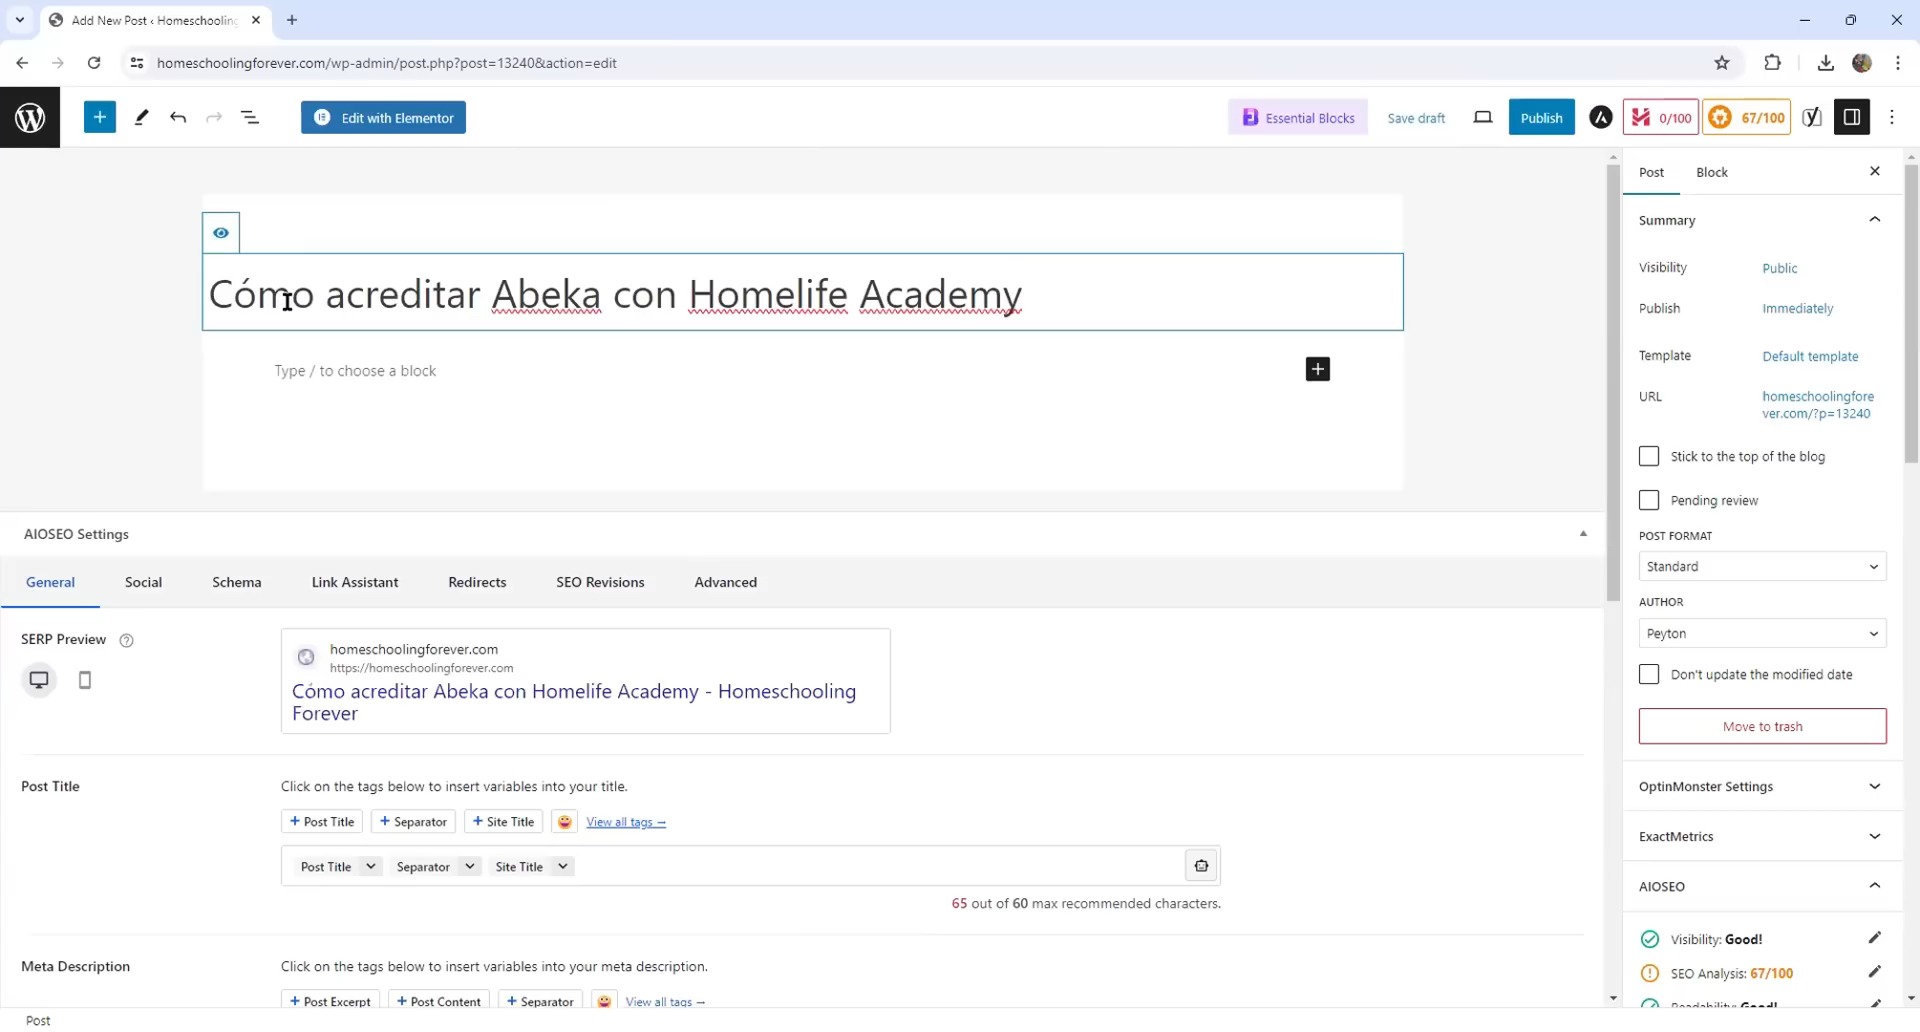 Add New Post ‹ Homeschooling
homeschoolingforever.com/wp-admin/post.php?post=13240&action=edit
Edit with Elementor
Essential Blocks
Save draft
Publish
0/100
67/100
Cómo acreditar Abeka con Homelife Academy
Type / to choose a block
Post Block
Summary
Visibility Public
Publish Immediately
Template Default template
URL homeschoolingfore
ver.com/?p=13240
Stick to the top of the blog
Pending review
POST FORMAT
Standard
AUTHOR
Peyton
Don't update the modified date
Move to trash
OptinMonster Settings
ExactMetrics
AIOSEO
Visibility: Good!
SEO Analysis: 67/100
Readability: Good!
AIOSEO Settings
General Social Schema Link Assistant Redirects SEO Revisions Advanced
SERP Preview
homeschoolingforever.com
https://homeschoolingforever.com
Cómo acreditar Abeka con Homelife Academy - Homeschooling
Forever
Post Title
Click on the tags below to insert variables into your title.
+ Post Title + Separator + Site Title View all tags →
Post Title Separator Site Title
65 out of 60 max recommended characters.
Meta Description
Click on the tags below to insert variables into your meta description.
+ Post Excerpt + Post Content + Separator View all tags →
Post